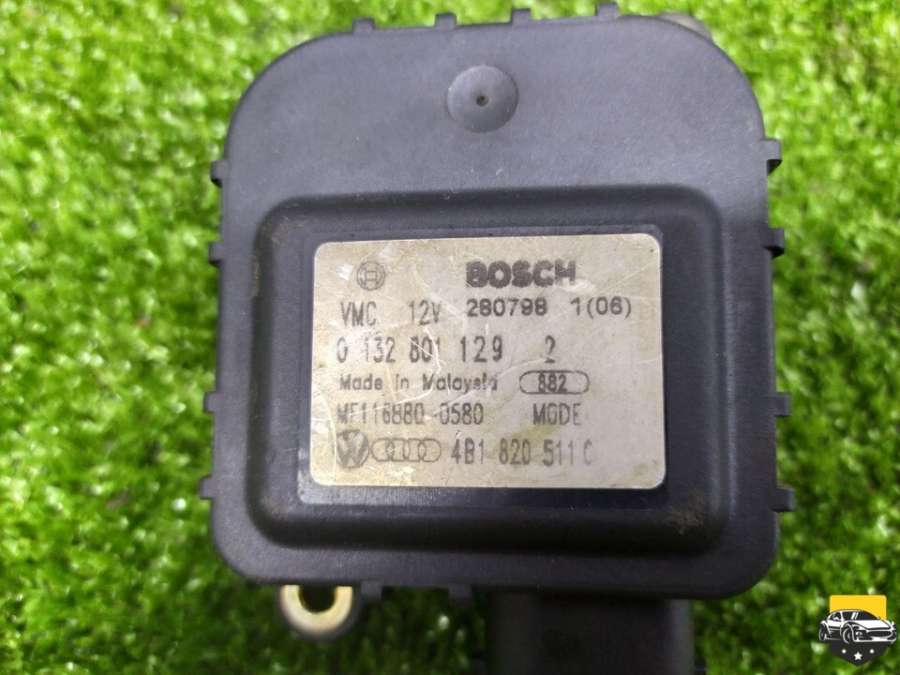 BOSCH
VMC 12V 280798 1(06)
0 132 801 129 2
Made in Malaysia 882
MF116880-0580 MODE
4B1 820 511 C